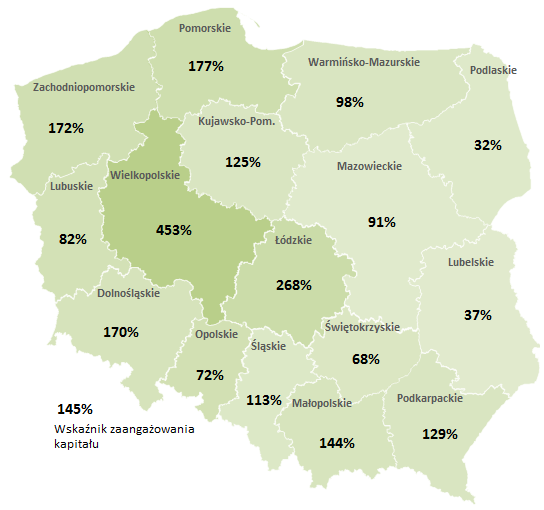 Pomorskie
177%
Warmińsko-Mazurskie
98%
Podlaskie
32%
Zachodniopomorskie
172%
Kujawsko-Pom.
125%
Mazowieckie
91%
Lubuskie
82%
Wielkopolskie
453%
Łódzkie
268%
Lubelskie
37%
Dolnośląskie
170%
Opolskie
72%
Śląskie
113%
Świętokrzyskie
68%
Małopolskie
144%
Podkarpackie
129%
145%
Wskaźnik zaangażowania
kapitału